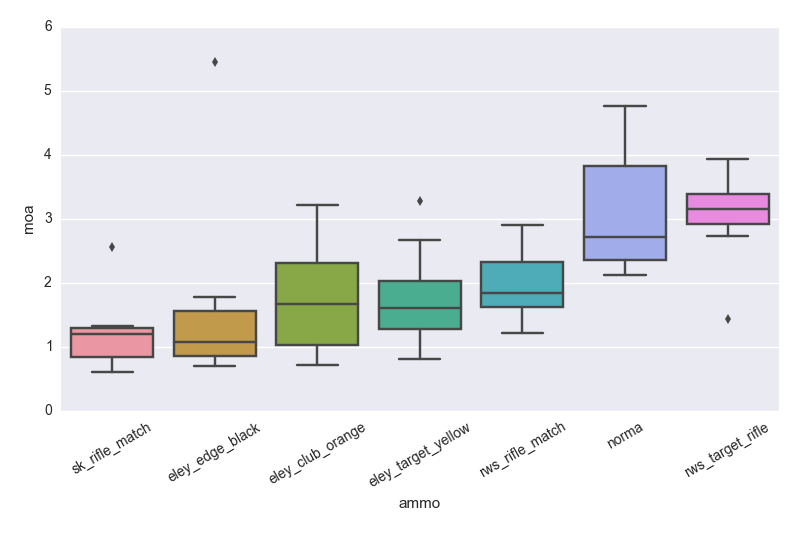 6
5
4
3
2
1
0
moa
sk_rifle_match
eley_edge_black
eley_club_orange
eley_target_yellow
rws_rifle_match
norma
rws_target_rifle
ammo